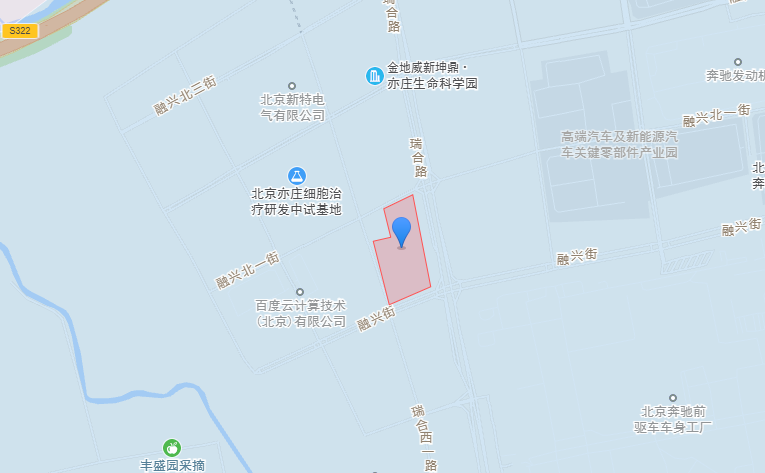 瑞合路
S322
金地威新坤鼎·
亦庄生命科学园
奔驰发动机
融兴北三街
北京新特电
气有限公司
融兴北一街
高端汽车及新能源汽
车关键零部件产业园
瑞合路
北
奔
北京亦庄细胞治
疗研发中试基地
融兴街
融兴街
融兴北一街
百度云计算技术
(北京)有限公司
融兴街
瑞合西一路
北京奔驰前
驱车车身工厂
丰盛园采摘